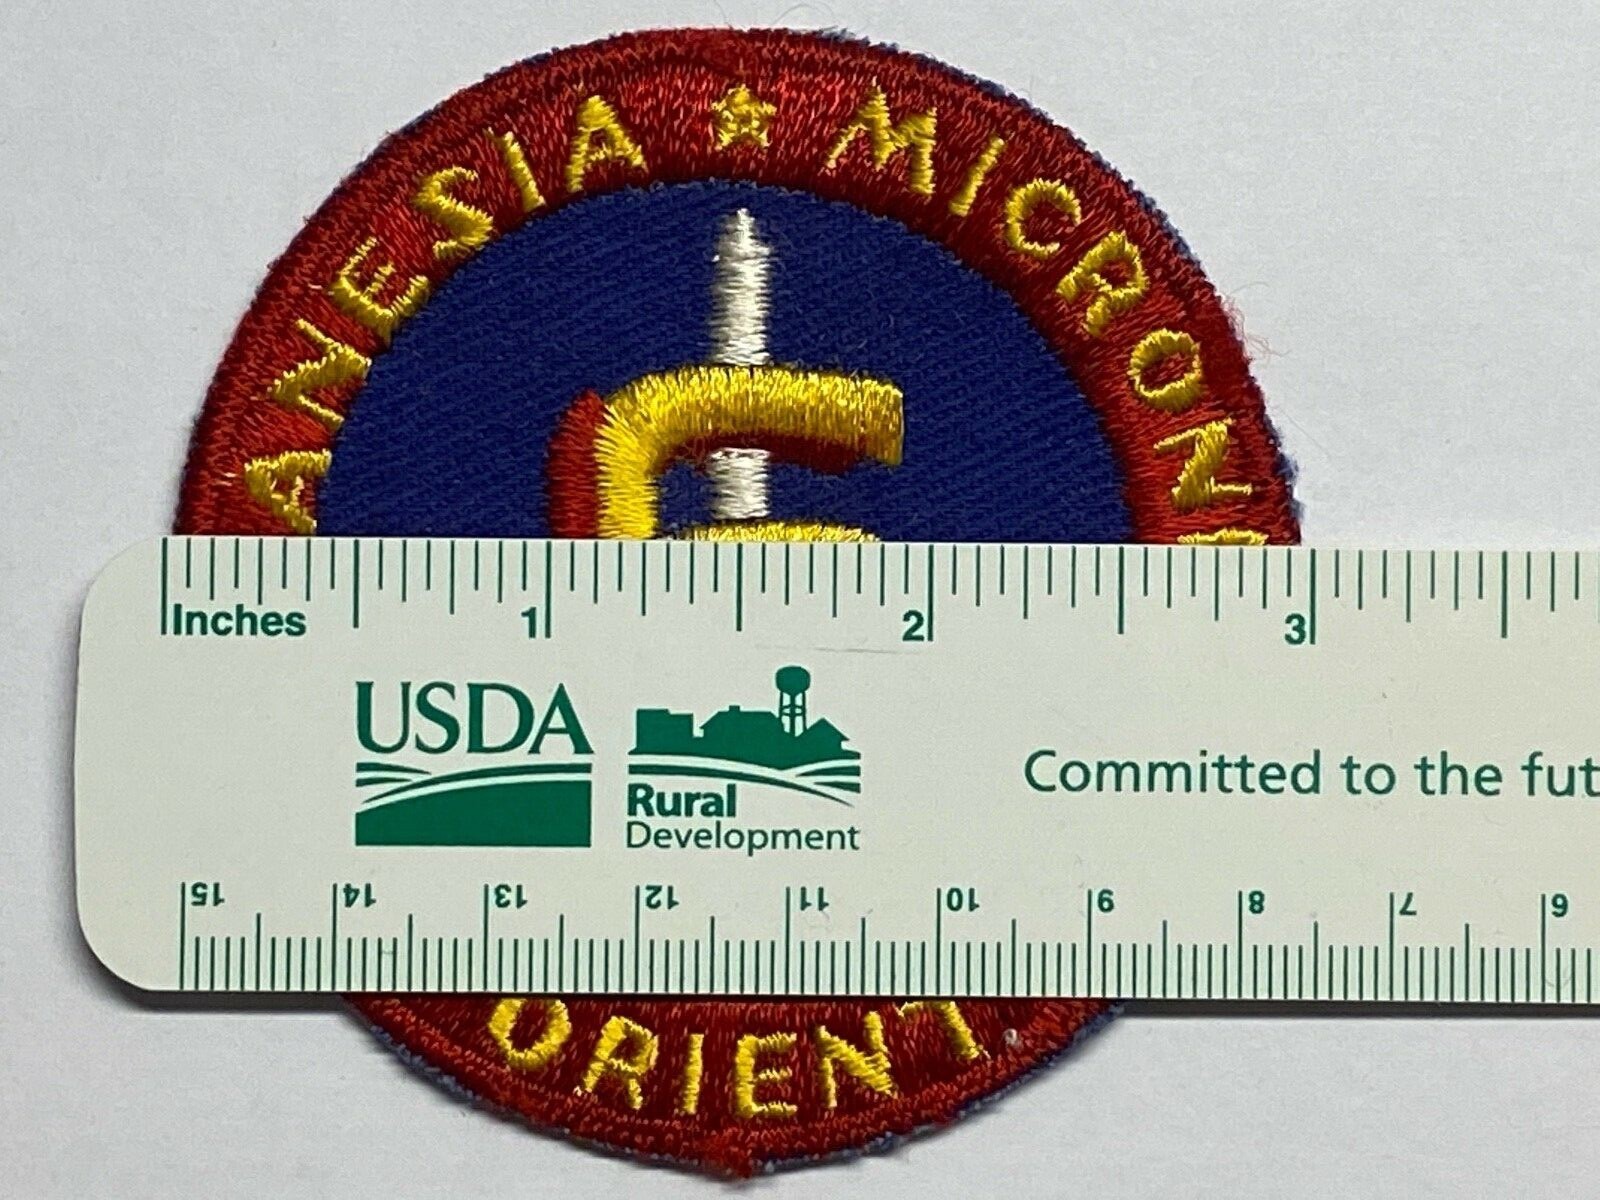 ANESIA ★ MICRON
Inches 1 2 3
USDA
Rural
Development
Committed to the fut
15 14 13 12 11 10 9 8 7 6
ORIENT